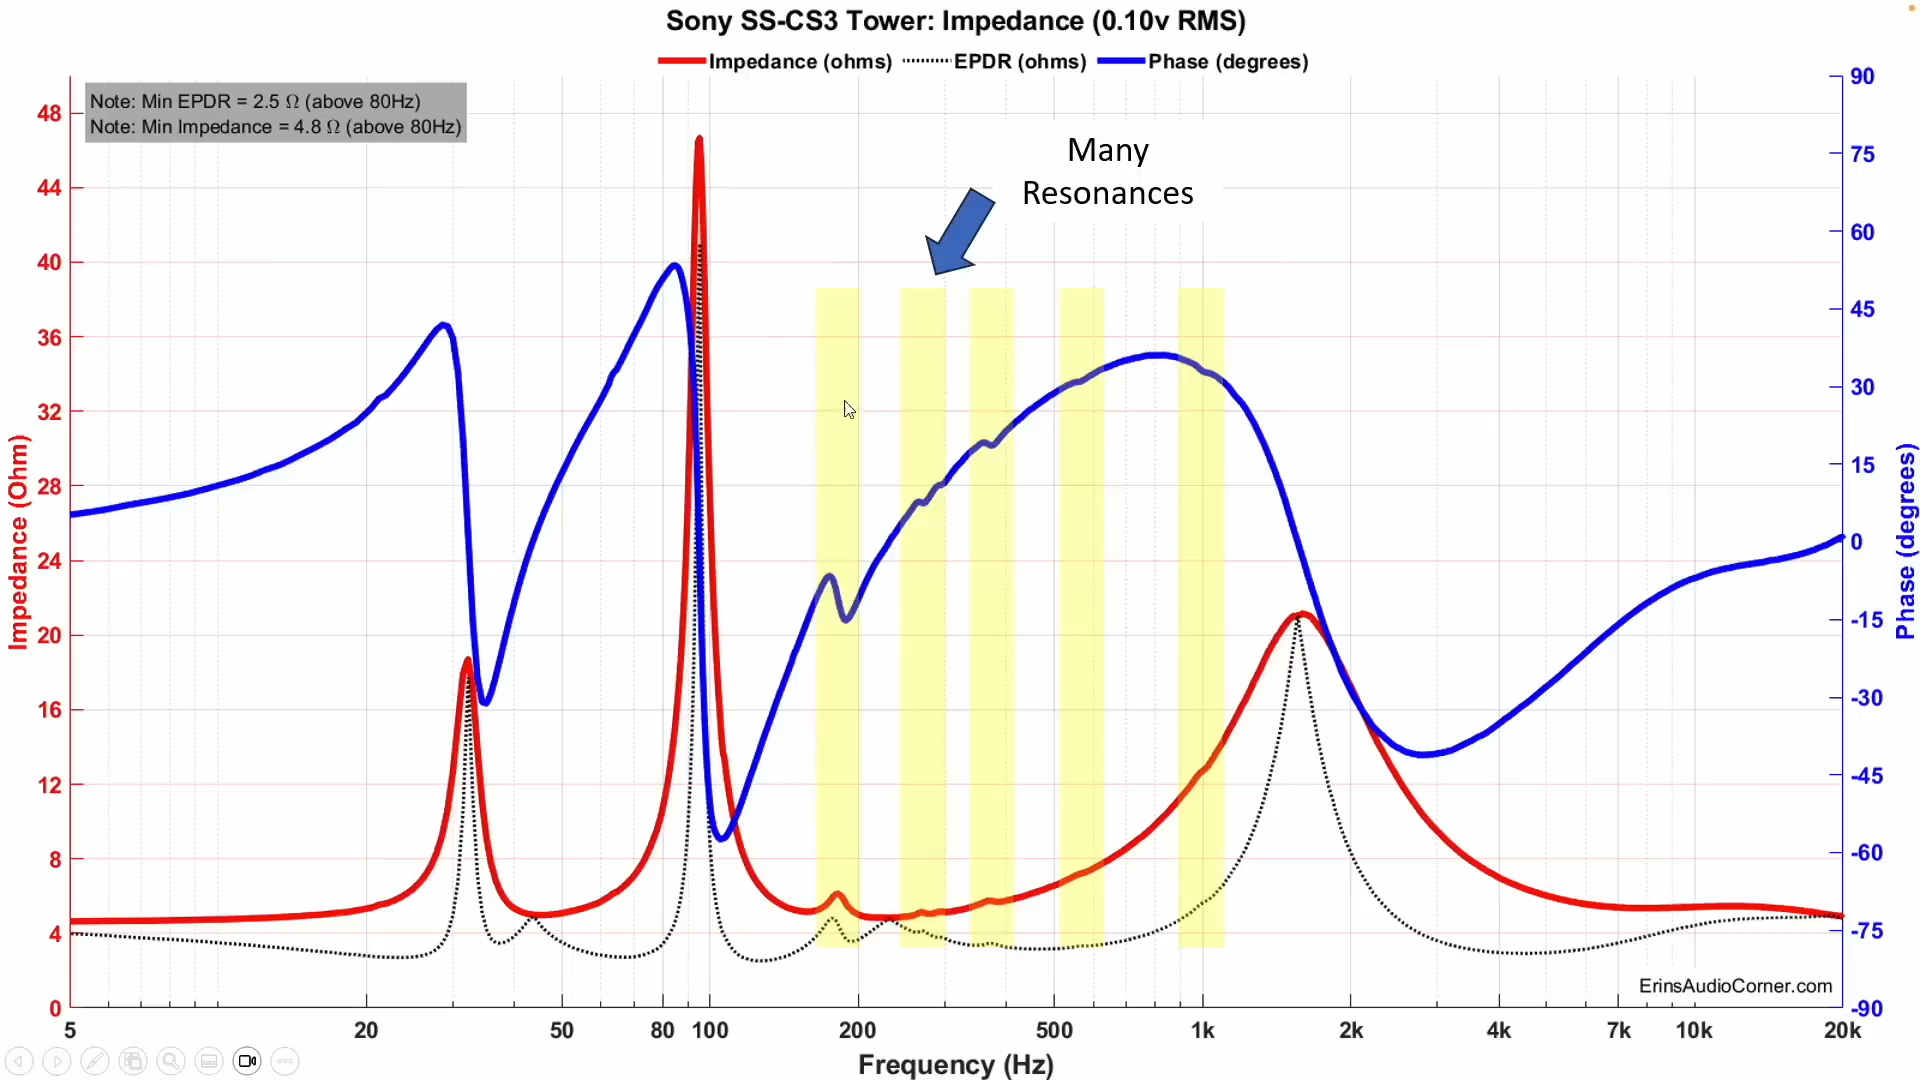 Sony SS-CS3 Tower: Impedance (0.10v RMS)
Impedance (ohms) EPDR (ohms) Phase (degrees)
Note: Min EPDR = 2.5 Ω (above 80Hz)
Note: Min Impedance = 4.8 Ω (above 80Hz)
Many
Resonances
48
44
40
36
32
28
24
20
16
12
8
4
0
Impedance (Ohm)
90
75
60
45
30
15
0
-15
-30
-45
-60
-75
-90
Phase (degrees)
ErinsAudioCorner.com
5 20 50 80 100 200 500 1k 2k 4k 7k 10k 20k
Frequency (Hz)